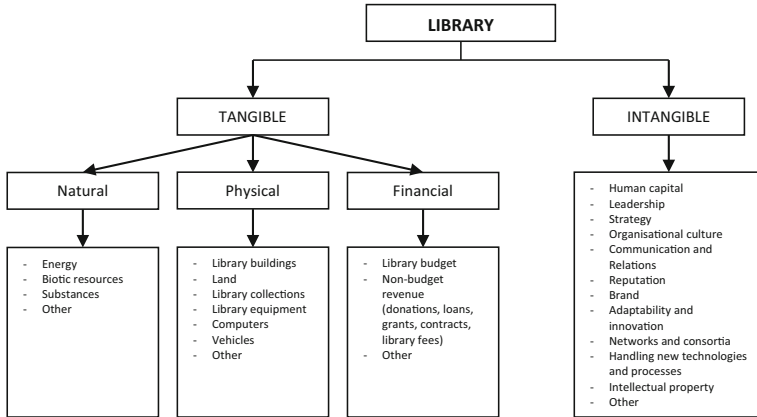 LIBRARY
TANGIBLE
INTANGIBLE
Natural
Physical
Financial
- Energy
- Biotic resources
- Substances
- Other
- Library buildings
- Land
- Library collections
- Library equipment
- Computers
- Vehicles
- Other
- Library budget
- Non-budget
revenue
(donations, loans,
grants, contracts,
library fees)
- Other
- Human capital
- Leadership
- Strategy
- Organisational culture
- Communication and
Relations
- Reputation
- Brand
- Adaptability and
innovation
- Networks and consortia
- Handling new technologies
and processes
- Intellectual property
- Other